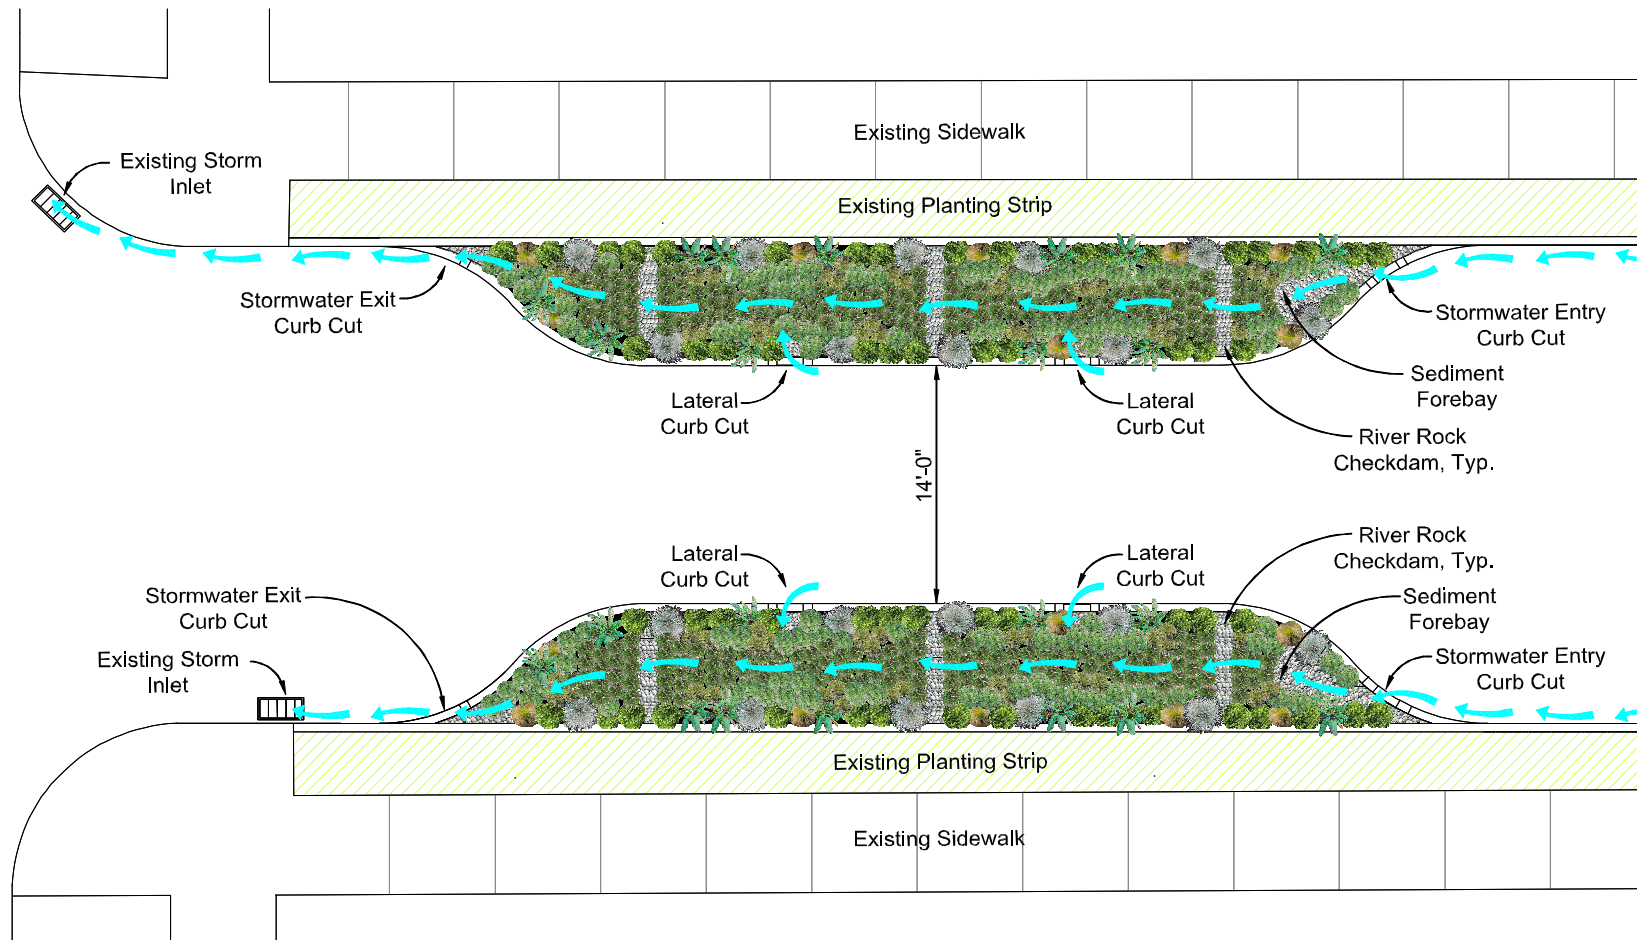 Existing Sidewalk
Existing Storm
Inlet
Existing Planting Strip
Stormwater Exit
Curb Cut
Stormwater Entry
Curb Cut
Sediment
Forebay
Lateral
Curb Cut
Lateral
Curb Cut
River Rock
Checkdam, Typ.
14'-0"
River Rock
Checkdam, Typ.
Lateral
Curb Cut
Lateral
Curb Cut
Stormwater Exit
Curb Cut
Sediment
Forebay
Existing Storm
Inlet
Stormwater Entry
Curb Cut
Existing Planting Strip
Existing Sidewalk